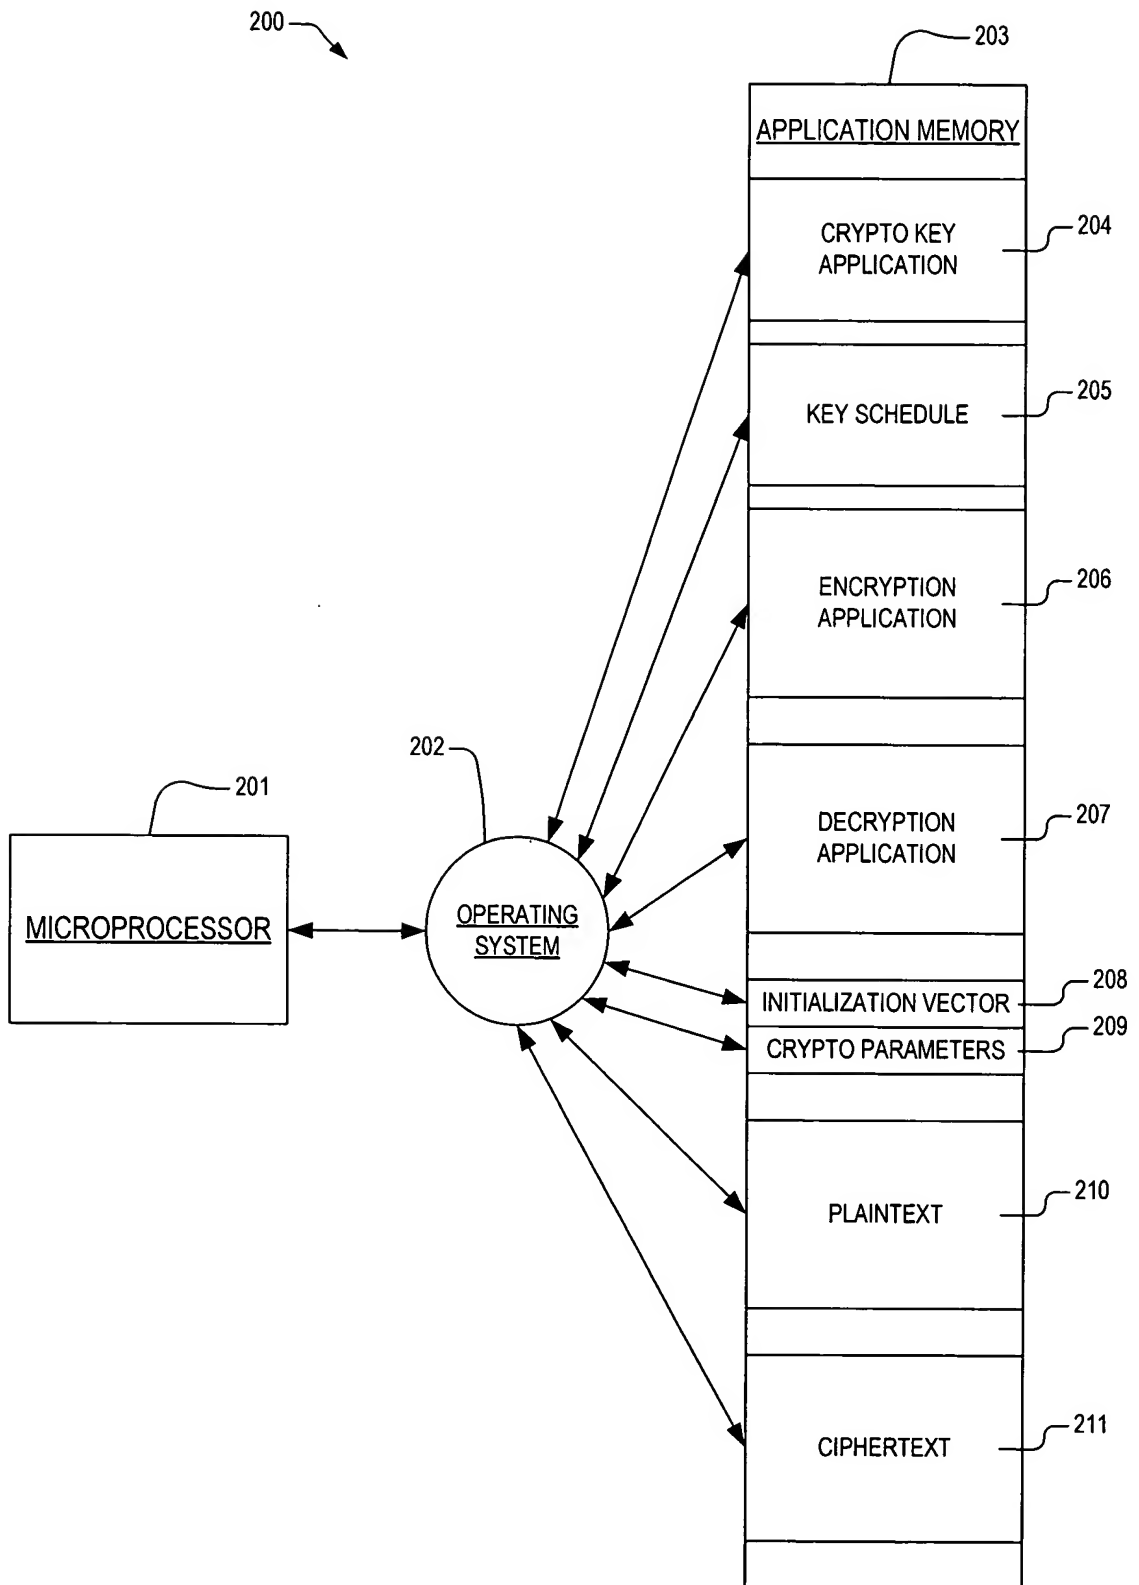 200
203
APPLICATION MEMORY
CRYPTO KEY
APPLICATION
204
KEY SCHEDULE
205
ENCRYPTION
APPLICATION
206
202
201
DECRYPTION
APPLICATION
207
MICROPROCESSOR
OPERATING
SYSTEM
INITIALIZATION VECTOR
208
CRYPTO PARAMETERS
209
PLAINTEXT
210
CIPHERTEXT
211